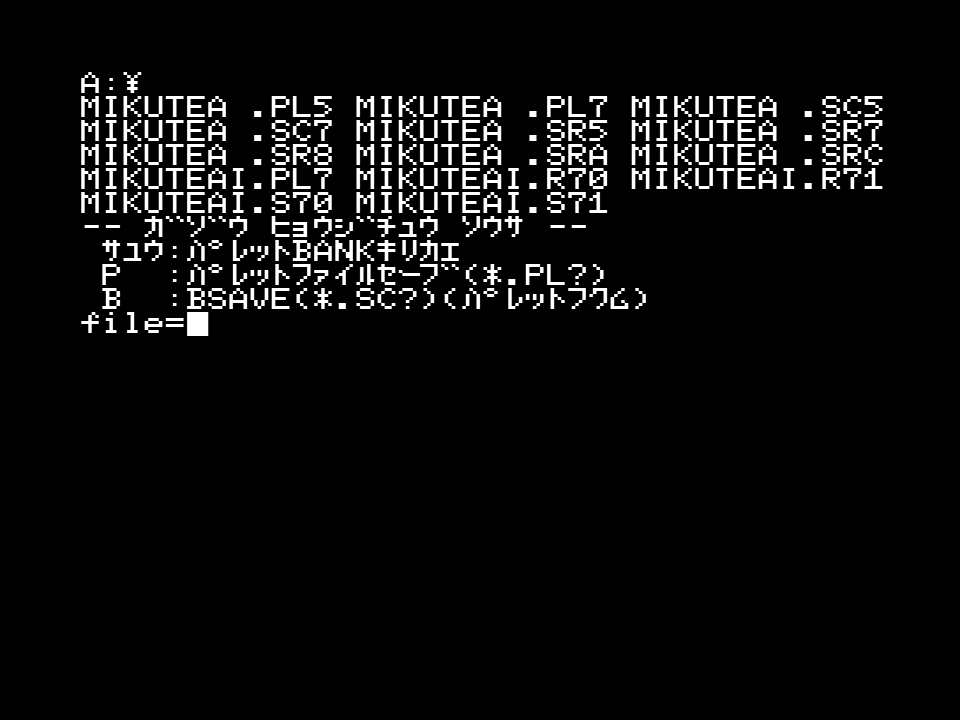 A:¥
MIKUTEA .PL5 MIKUTEA .PL7 MIKUTEA .SC5
MIKUTEA .SC7 MIKUTEA .SR5 MIKUTEA .SR7
MIKUTEA .SR8 MIKUTEA .SRA MIKUTEA .SRC
MIKUTEAI.PL7 MIKUTEAI.R70 MIKUTEAI.R71
MIKUTEAI.S70 MIKUTEAI.S71
-- ガゾウ ヒョウジチュウ ソウサ --
サユウ:パレットBANKキリカエ
P :パレットファイルセーブ(*.PL?)
B :BSAVE(*.SC?)(パレットフクム)
file=